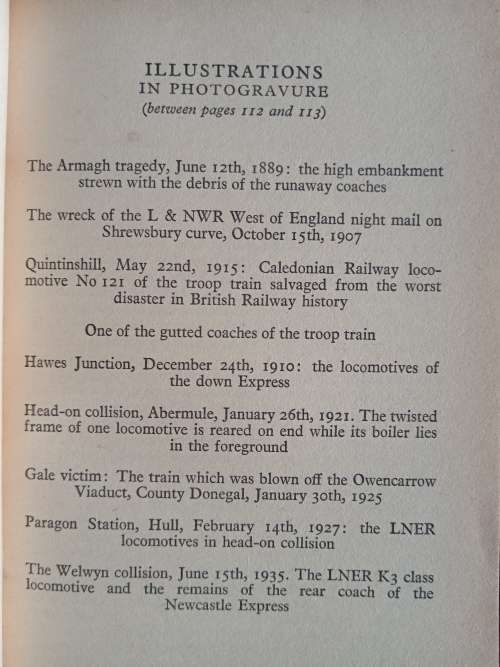 ILLUSTRATIONS
IN PHOTOGRAVURE
(between pages 112 and 113)
The Armagh tragedy, June 12th, 1889: the high embankment
strewn with the debris of the runaway coaches
The wreck of the L & NWR West of England night mail on
Shrewsbury curve, October 15th, 1907
Quintinshill, May 22nd, 1915: Caledonian Railway loco-
motive No 121 of the troop train salvaged from the worst
disaster in British Railway history
One of the gutted coaches of the troop train
Hawes Junction, December 24th, 1910: the locomotives of
the down Express
Head-on collision, Abermule, January 26th, 1921. The twisted
frame of one locomotive is reared on end while its boiler lies
in the foreground
Gale victim: The train which was blown off the Owencarrow
Viaduct, County Donegal, January 30th, 1925
Paragon Station, Hull, February 14th, 1927: the LNER
locomotives in head-on collision
The Welwyn collision, June 15th, 1935. The LNER K3 class
locomotive and the remains of the rear coach of the
Newcastle Express